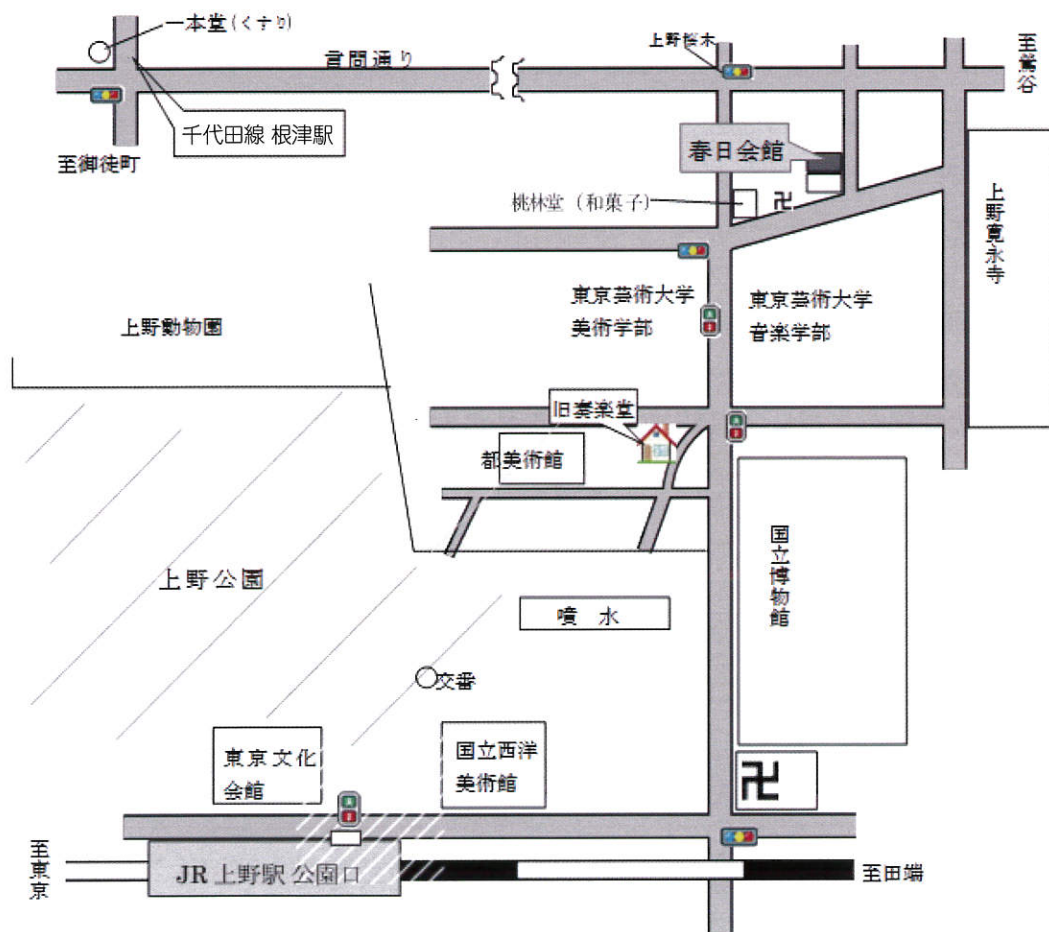 一本堂(くすり)
言問通り
上野桜木
至鶯谷
千代田線 根津駅
至御徒町
春日会館
桃林堂（和菓子）
卍
上野寛永寺
東京芸術大学
美術学部
東京芸術大学
音楽学部
上野動物園
旧奏楽堂
都美術館
国立博物館
上野公園
噴 水
交番
東京文化
会館
国立西洋
美術館
卍
至東京
JR 上野駅 公園口
至田端